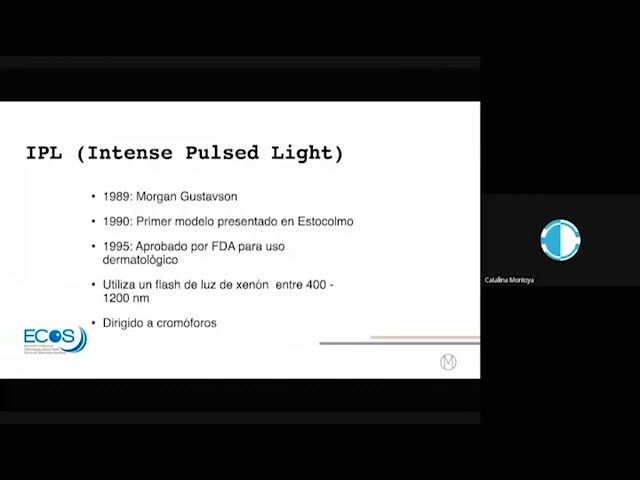 IPL (Intense Pulsed Light)
• 1989: Morgan Gustavson
• 1990: Primer modelo presentado en Estocolmo
• 1995: Aprobado por FDA para uso
dermatológico
• Utiliza un flash de luz de xenón entre 400 -
1200 nm
• Dirigido a cromóforos
ECOS
M
Catalina Montoya